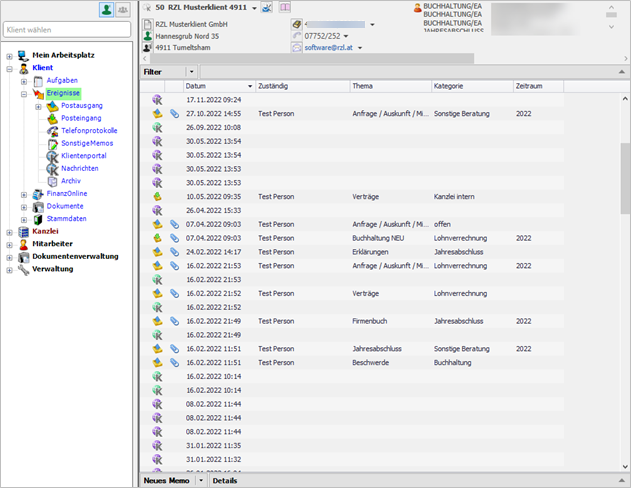 Klient wählen
Mein Arbeitsplatz
Klient
Aufgaben
Ereignisse
Postausgang
Posteingang
Telefonprotokolle
SonstigeMemos
Klientenportal
Nachrichten
Archiv
FinanzOnline
Dokumente
Stammdaten
Kanzlei
Mitarbeiter
Dokumentenverwaltung
Verwaltung
50 RZL Musterklient 4911
RZL Musterklient GmbH
Hannesgrub Nord 35
4911 Tumeltsham
07752/252
software@rzl.at
BUCHHALTUNG/EA
BUCHHALTUNG/EA
JAHRESABSCHLUSS
Filter
Datum Zuständig Thema Kategorie Zeitraum
17.11.2022 09:24
27.10.2022 14:55 Test Person Anfrage / Auskunft / Mi... Sonstige Beratung 2022
26.09.2022 10:08
30.05.2022 13:54
30.05.2022 13:54
30.05.2022 13:53
30.05.2022 13:53
10.05.2022 09:35 Test Person Verträge Kanzlei intern
26.04.2022 15:33
07.04.2022 09:03 Test Person Anfrage / Auskunft / Mi... offen
07.04.2022 09:03 Test Person Buchhaltung NEU Lohnverrechnung 2022
24.02.2022 14:17 Test Person Erklärungen Jahresabschluss
16.02.2022 21:53 Test Person Anfrage / Auskunft / Mi... Lohnverrechnung 2022
16.02.2022 21:53
16.02.2022 21:52 Test Person Verträge Lohnverrechnung
16.02.2022 21:52
16.02.2022 21:49 Test Person Firmenbuch Jahresabschluss 2022
16.02.2022 21:49
16.02.2022 11:51 Test Person Jahresabschluss Sonstige Beratung 2022
16.02.2022 11:51 Test Person Beschwerde Buchhaltung
16.02.2022 10:14
16.02.2022 10:14
08.02.2022 11:44
08.02.2022 11:44
08.02.2022 11:44
31.01.2022 11:35
31.01.2022 11:32
Neues Memo Details